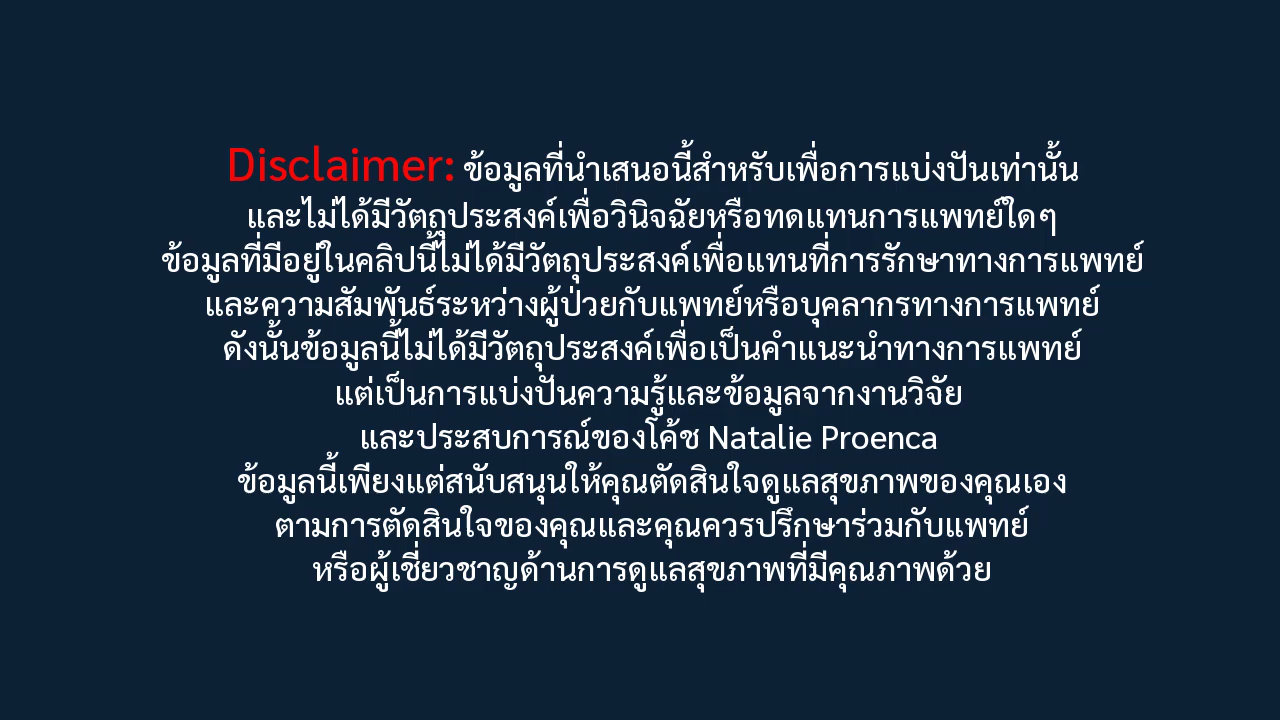 Disclaimer: ข้อมูลที่นำเสนอนี้สำหรับเพื่อการแบ่งปันเท่านั้น
และไม่ได้มีวัตถุประสงค์เพื่อวินิจฉัยหรือทดแทนการแพทย์ใดๆ
ข้อมูลที่มีอยู่ในคลิปนี้ไม่ได้มีวัตถุประสงค์เพื่อแทนที่การรักษาทางการแพทย์
และความสัมพันธ์ระหว่างผู้ป่วยกับแพทย์หรือบุคลากรทางการแพทย์
ดังนั้นข้อมูลนี้ไม่ได้มีวัตถุประสงค์เพื่อเป็นคำแนะนำทางการแพทย์
แต่เป็นการแบ่งปันความรู้และข้อมูลจากงานวิจัย
และประสบการณ์ของโค้ช Natalie Proenca
ข้อมูลนี้เพียงแต่สนับสนุนให้คุณตัดสินใจดูแลสุขภาพของคุณเอง
ตามการตัดสินใจของคุณและคุณควรปรึกษาร่วมกับแพทย์
หรือผู้เชี่ยวชาญด้านการดูแลสุขภาพที่มีคุณภาพด้วย